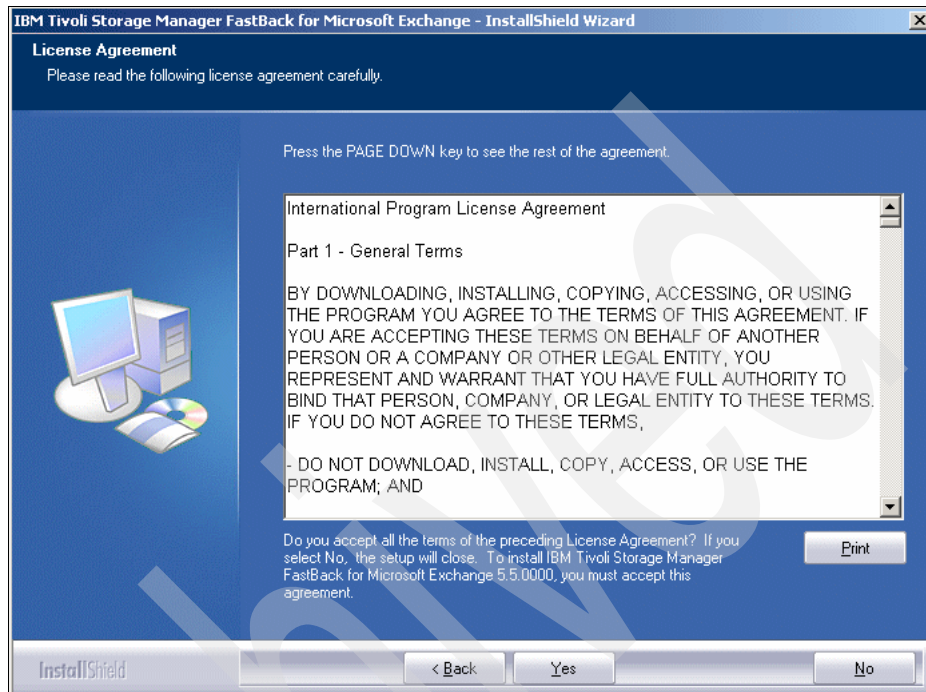 IBM Tivoli Storage Manager FastBack for Microsoft Exchange - InstallShield Wizard
License Agreement
Please read the following license agreement carefully.
Press the PAGE DOWN key to see the rest of the agreement.
International Program License Agreement
Part 1 - General Terms
BY DOWNLOADING, INSTALLING, COPYING, ACCESSING, OR USING
THE PROGRAM YOU AGREE TO THE TERMS OF THIS AGREEMENT. IF
YOU ARE ACCEPTING THESE TERMS ON BEHALF OF ANOTHER
PERSON OR A COMPANY OR OTHER LEGAL ENTITY, YOU
REPRESENT AND WARRANT THAT YOU HAVE FULL AUTHORITY TO
BIND THAT PERSON, COMPANY, OR LEGAL ENTITY TO THESE TERMS.
IF YOU DO NOT AGREE TO THESE TERMS,
- DO NOT DOWNLOAD, INSTALL, COPY, ACCESS, OR USE THE
PROGRAM; AND
Do you accept all the terms of the preceding License Agreement? If you
select No, the setup will close. To install IBM Tivoli Storage Manager
FastBack for Microsoft Exchange 5.5.0000, you must accept this
agreement.
Print
InstallShield
< Back
Yes
No